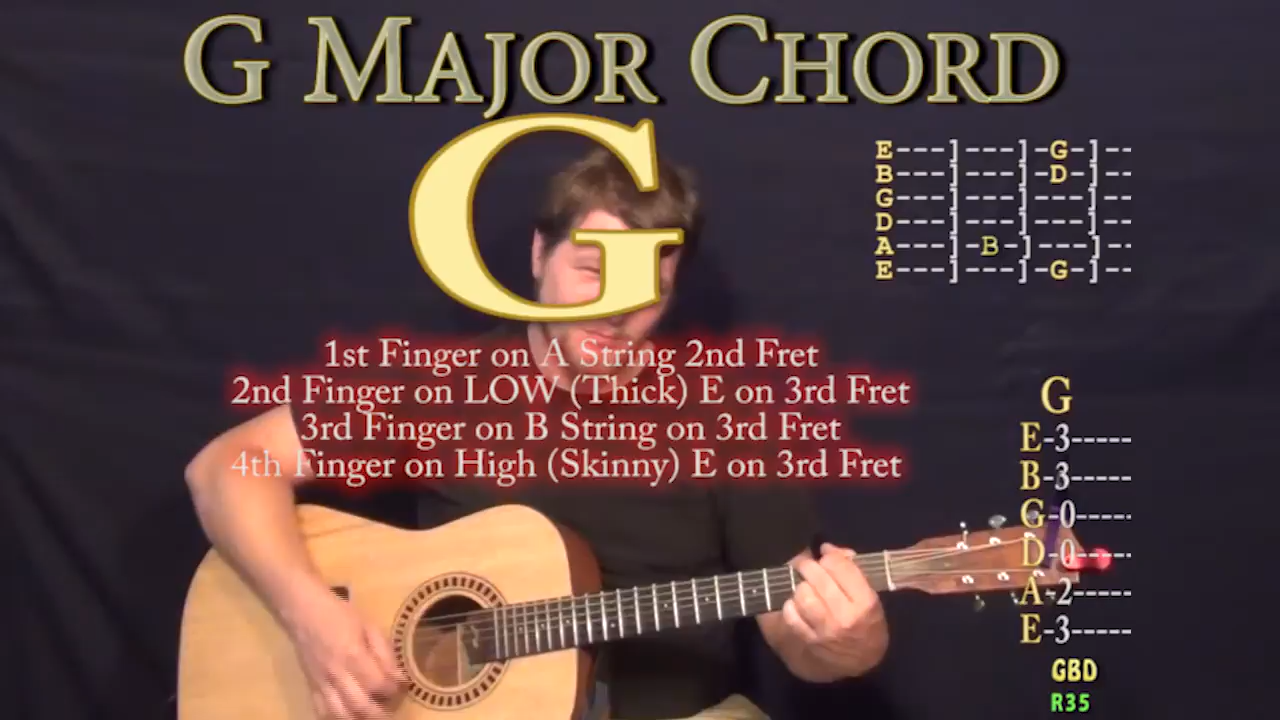 G MAJOR CHORD
G
E---]---]-G-]--
B---]---]-D-]--
G---]---]---]--
D---]---]---]--
A---]-B-]---]--
E---]---]-G-]--
1st Finger on A String 2nd Fret
2nd Finger on LOW (Thick) E on 3rd Fret
3rd Finger on B String on 3rd Fret
4th Finger on High (Skinny) E on 3rd Fret
G
E-3-----
B-3-----
G-0-----
D-0-----
A-2-----
E-3-----
GBD
R35